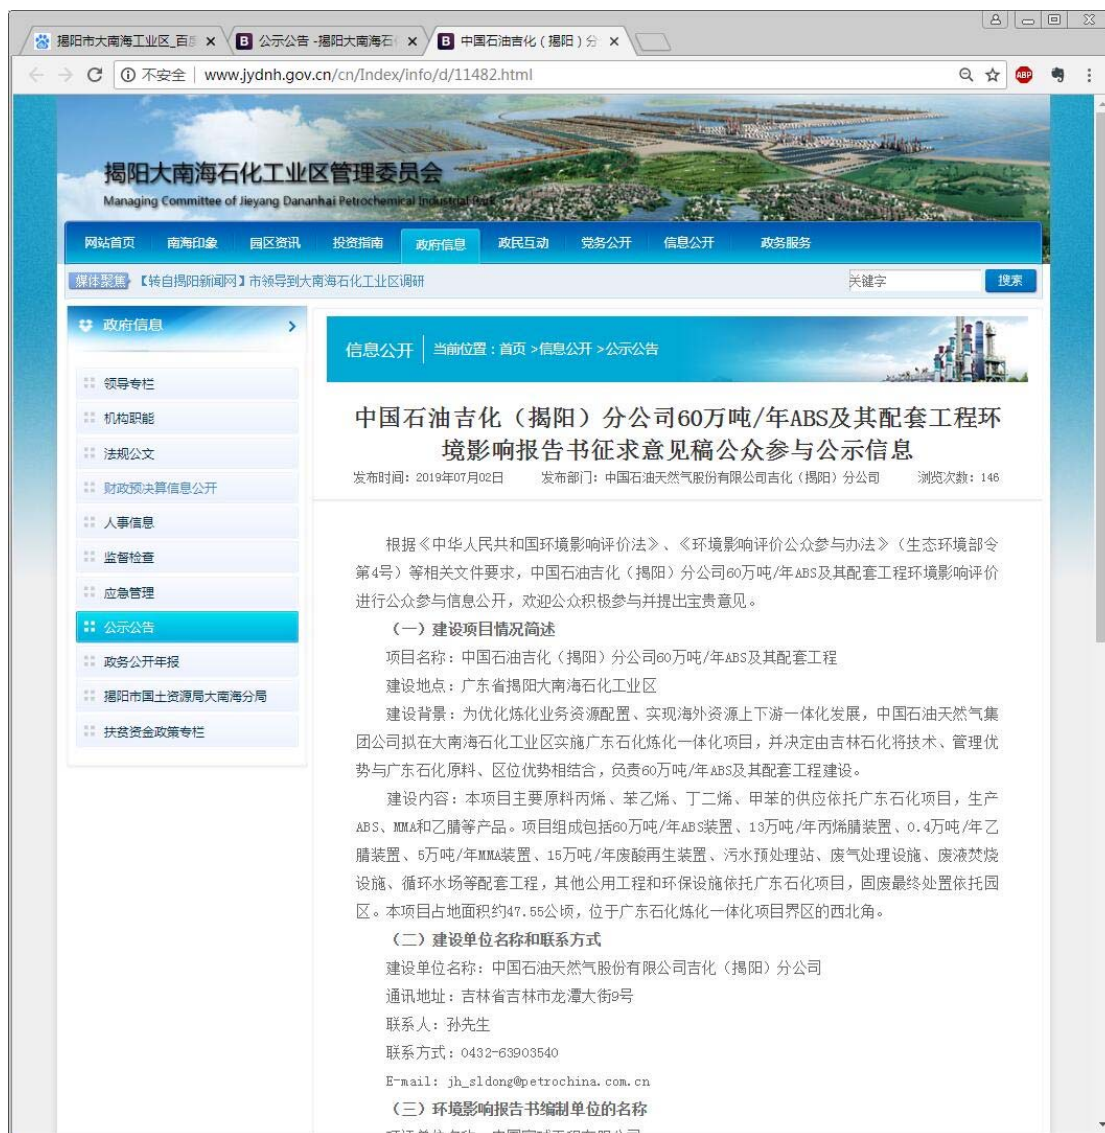 揭阳市大南海工业区_百
公示公告 -揭阳大南海石
中国石油吉化（揭阳）分
不安全 | www.jydnh.gov.cn/cn/Index/info/d/11482.html
ABP
揭阳大南海石化工业区管理委员会
Managing Committee of Jieyang Dananhai Petrochemical Industrial Park
网站首页 南海印象 园区资讯 投资指南 政府信息 政民互动 党务公开 信息公开 政务服务
媒体聚焦 【转自揭阳新闻网】市领导到大南海石化工业区调研 关键字 搜索
政府信息
领导专栏
机构职能
法规公文
财政预决算信息公开
人事信息
监督检查
应急管理
公示公告
政务公开年报
揭阳市国土资源局大南海分局
扶贫资金政策专栏
信息公开 当前位置：首页 >信息公开 >公示公告
中国石油吉化（揭阳）分公司60万吨/年ABS及其配套工程环
境影响报告书征求意见稿公众参与公示信息
发布时间：2019年07月02日 发布部门：中国石油天然气股份有限公司吉化（揭阳）分公司 浏览次数：146
根据《中华人民共和国环境影响评价法》、《环境影响评价公众参与办法》（生态环境部令
第4号）等相关文件要求，中国石油吉化（揭阳）分公司60万吨/年ABS及其配套工程环境影响评价
进行公众参与信息公开，欢迎公众积极参与并提出宝贵意见。
（一）建设项目情况简述
项目名称：中国石油吉化（揭阳）分公司60万吨/年ABS及其配套工程
建设地点：广东省揭阳大南海石化工业区
建设背景：为优化炼化业务资源配置、实现海外资源上下游一体化发展，中国石油天然气集
团公司拟在大南海石化工业区实施广东石化炼化一体化项目，并决定由吉林石化将技术、管理优
势与广东石化原料、区位优势相结合，负责60万吨/年ABS及其配套工程建设。
建设内容：本项目主要原料丙烯、苯乙烯、丁二烯、甲苯的供应依托广东石化项目，生产
ABS、MMA和乙腈等产品。项目组成包括60万吨/年ABS装置、13万吨/年丙烯腈装置、0.4万吨/年乙
腈装置、5万吨/年MMA装置、15万吨/年废酸再生装置、污水预处理站、废气处理设施、废液焚烧
设施、循环水场等配套工程，其他公用工程和环保设施依托广东石化项目，固废最终处置依托园
区。本项目占地面积约47.55公顷，位于广东石化炼化一体化项目界区的西北角。
（二）建设单位名称和联系方式
建设单位名称：中国石油天然气股份有限公司吉化（揭阳）分公司
通讯地址：吉林省吉林市龙潭大街9号
联系人：孙先生
联系方式：0432-63903540
E-mail: jh_sldong@petrochina.com.cn
（三）环境影响报告书编制单位的名称